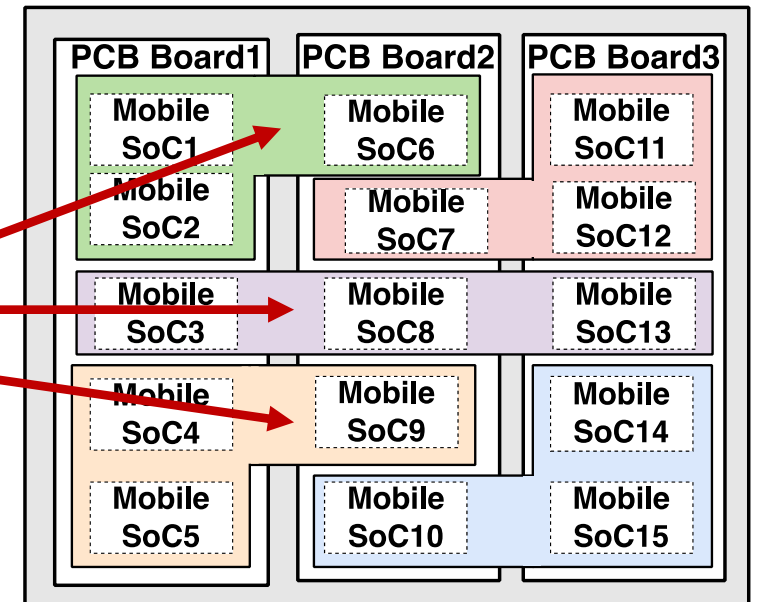 PCB Board1
Mobile
SoC1
Mobile
SoC2
Mobile
SoC3
Mobile
SoC4
Mobile
SoC5
PCB Board2
Mobile
SoC6
Mobile
SoC7
Mobile
SoC8
Mobile
SoC9
Mobile
SoC10
PCB Board3
Mobile
SoC11
Mobile
SoC12
Mobile
SoC13
Mobile
SoC14
Mobile
SoC15